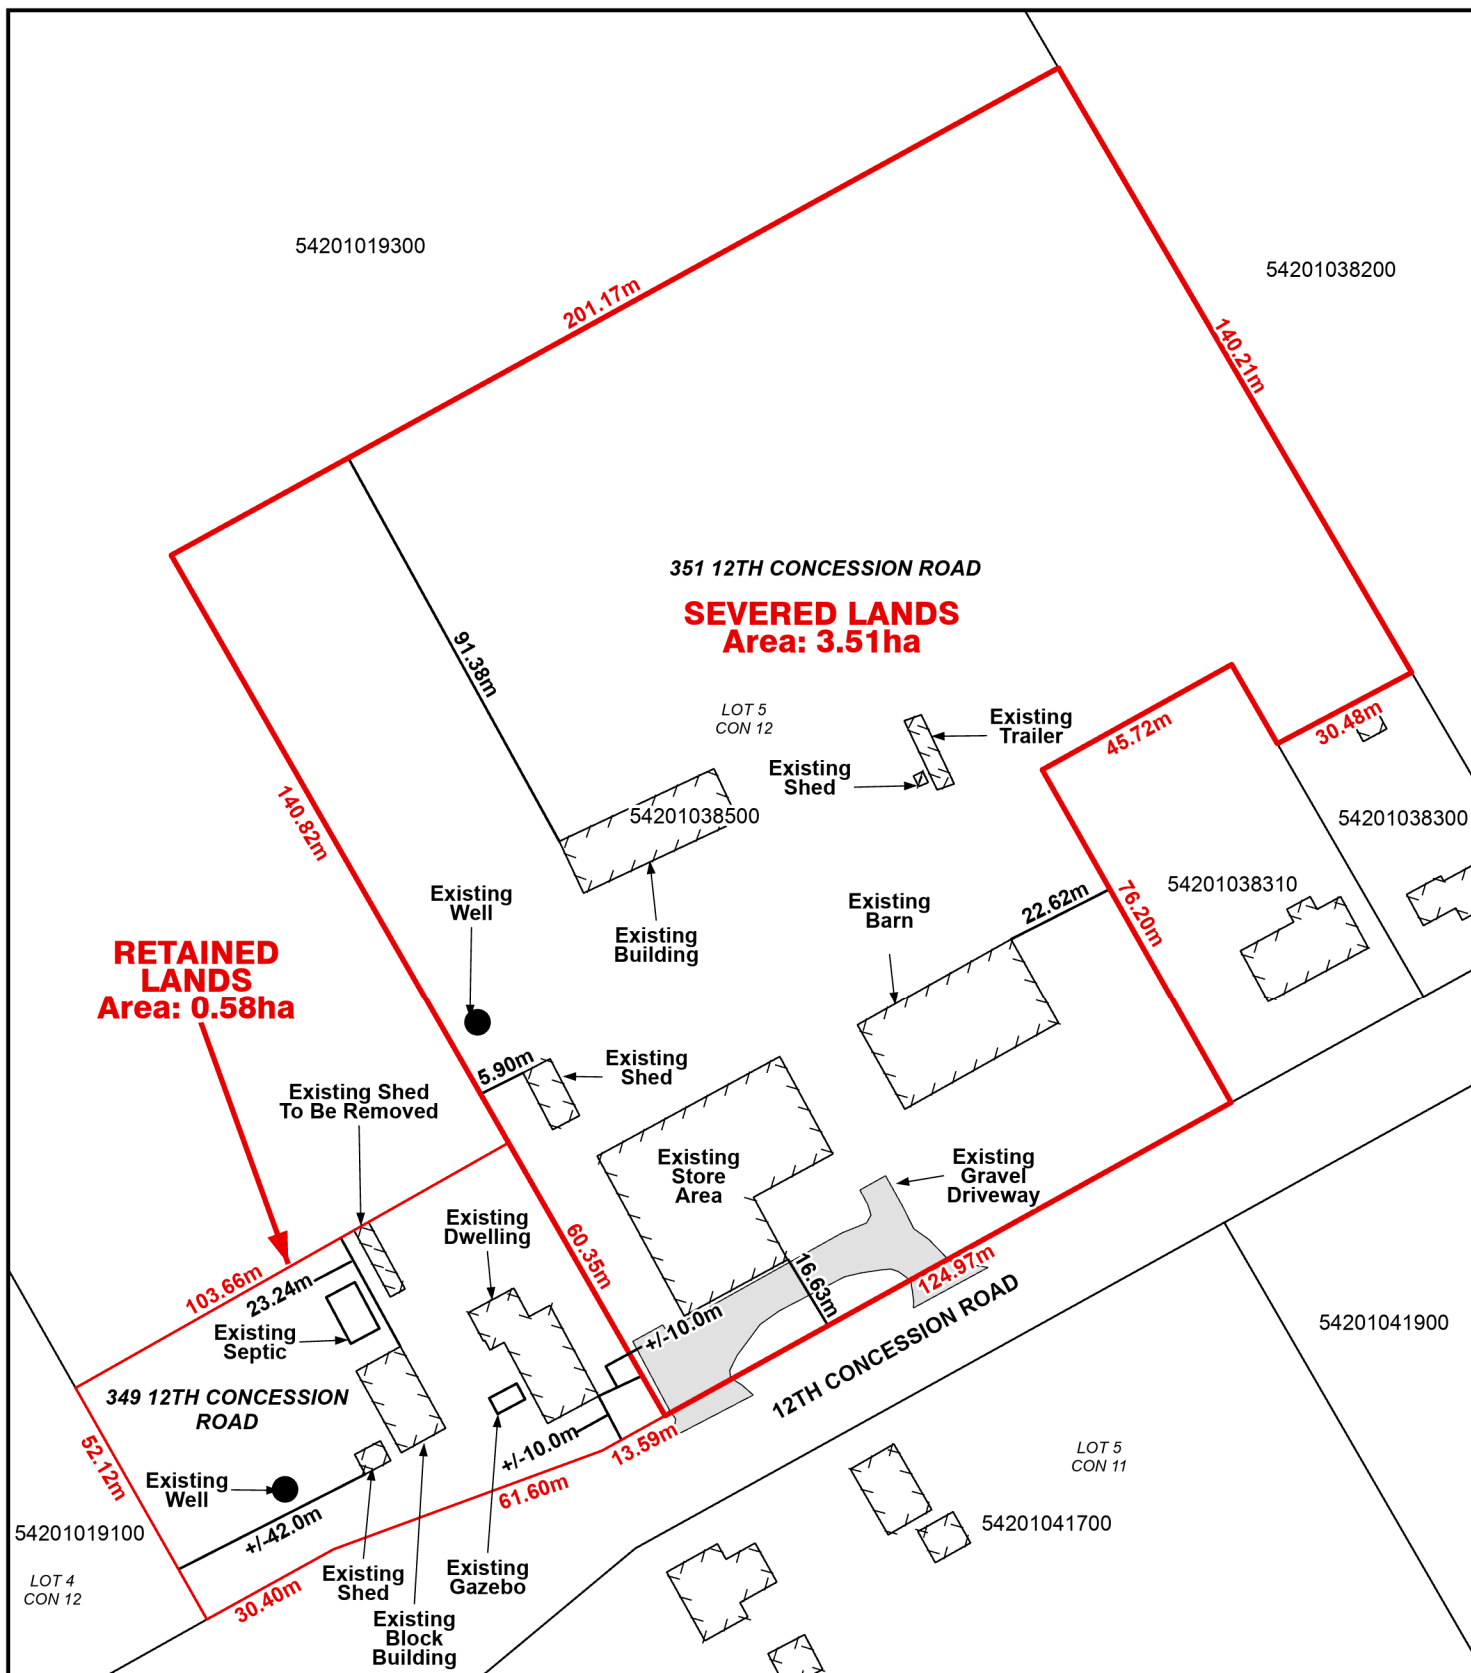 54201019300
54201038200
201.17m
140.21m
351 12TH CONCESSION ROAD
SEVERED LANDS
Area: 3.51ha
91.38m
LOT 5
CON 12
Existing
Trailer
Existing
Shed
45.72m
30.48m
54201038500
54201038300
140.82m
Existing
Well
Existing
Building
Existing
Barn
22.62m
76.20m
54201038310
RETAINED
LANDS
Area: 0.58ha
5.90m
Existing
Shed
Existing Shed
To Be Removed
Existing
Store
Area
Existing
Gravel
Driveway
Existing
Dwelling
60.35m
16.63m
124.97m
103.66m
23.24m
Existing
Septic
+/-10.0m
12TH CONCESSION ROAD
54201041900
349 12TH CONCESSION
ROAD
52.12m
+/-10.0m
13.59m
61.60m
Existing
Well
+/-42.0m
LOT 5
CON 11
54201019100
54201041700
LOT 4
CON 12
30.40m
Existing
Shed
Existing
Gazebo
Existing
Block
Building